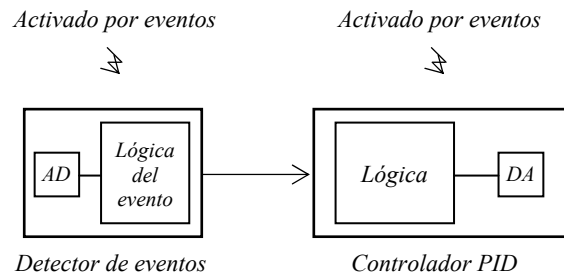 Activado por eventos
Activado por eventos
AD
Lógica
del
evento
Lógica
DA
Detector de eventos
Controlador PID